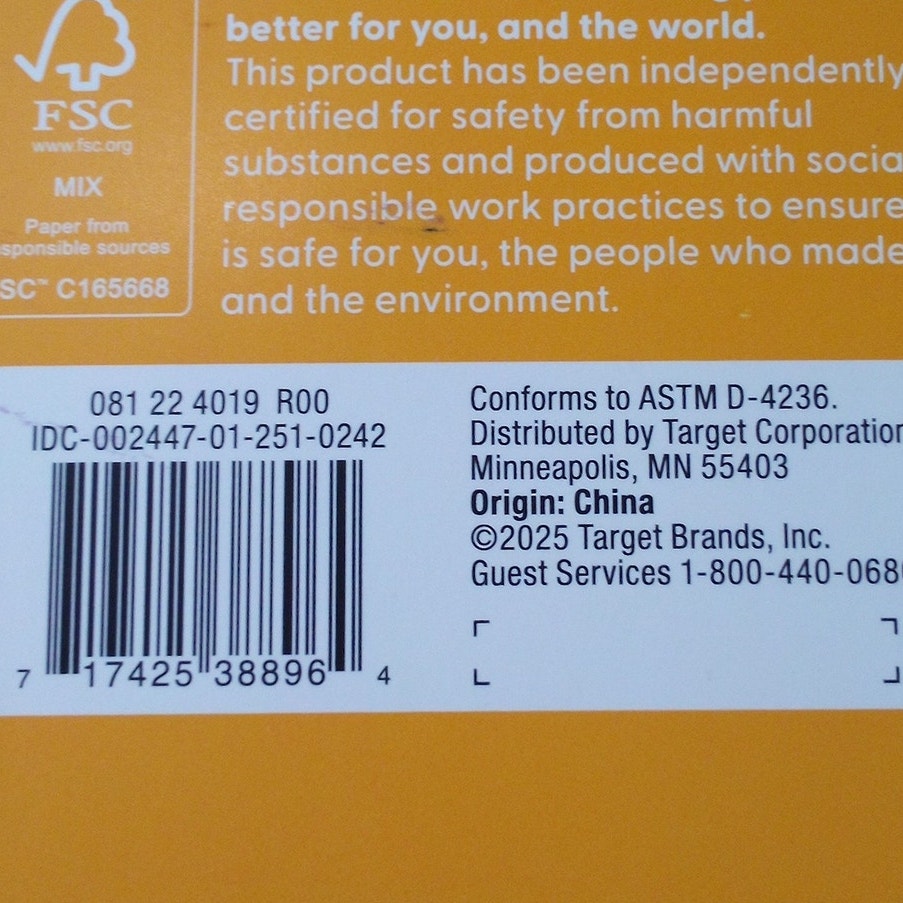 better for you, and the world.
This product has been independently
certified for safety from harmful
substances and produced with socia
responsible work practices to ensure
is safe for you, the people who made
and the environment.
FSC
www.fsc.org
MIX
Paper from
sponsible sources
SC™ C165668
081 22 4019 R00
IDC-002447-01-251-0242
7 17425 38896 4
Conforms to ASTM D-4236.
Distributed by Target Corporation
Minneapolis, MN 55403
Origin: China
©2025 Target Brands, Inc.
Guest Services 1-800-440-068